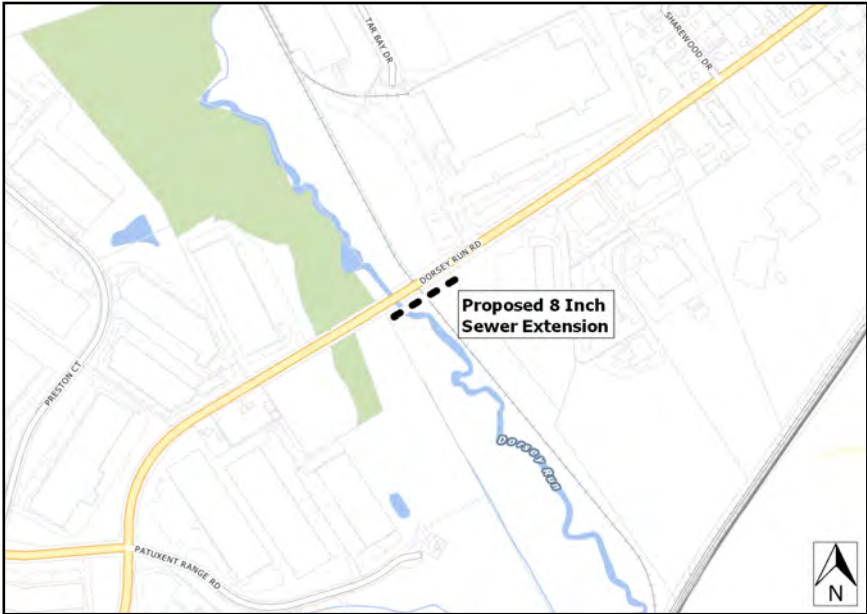 TAR BAY DR
SHAREWOOD DR
DORSEY RUN RD
Proposed 8 Inch
Sewer Extension
PRESTON CT
Dorsey Run
PATUXENT RANGE RD
N